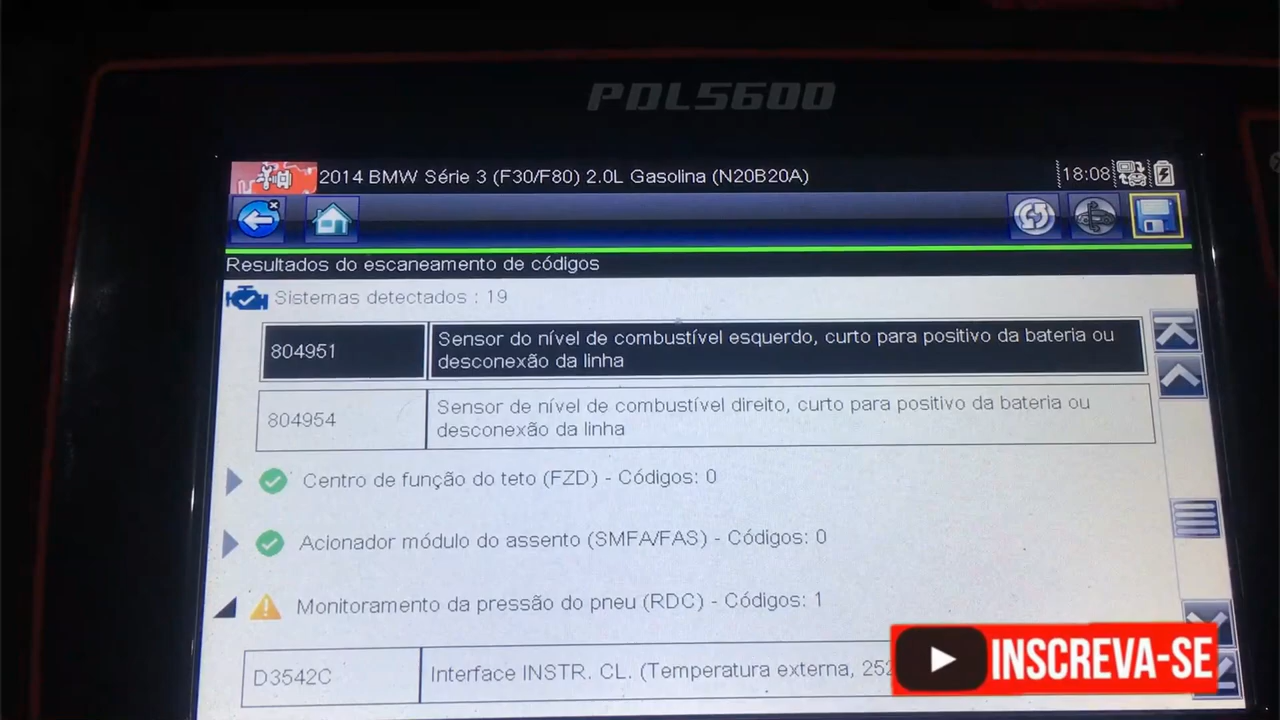 PDL5600
2014 BMW Série 3 (F30/F80) 2.0L Gasolina (N20B20A)
18:08
Resultados do escaneamento de códigos
Sistemas detectados : 19
804951
Sensor do nível de combustível esquerdo, curto para positivo da bateria ou
desconexão da linha
804954
Sensor de nível de combustível direito, curto para positivo da bateria ou
desconexão da linha
Centro de função do teto (FZD) - Códigos: 0
Acionador módulo do assento (SMFA/FAS) - Códigos: 0
Monitoramento da pressão do pneu (RDC) - Códigos: 1
D3542C
Interface INSTR. CL. (Temperatura externa, 252
INSCREVA-SE